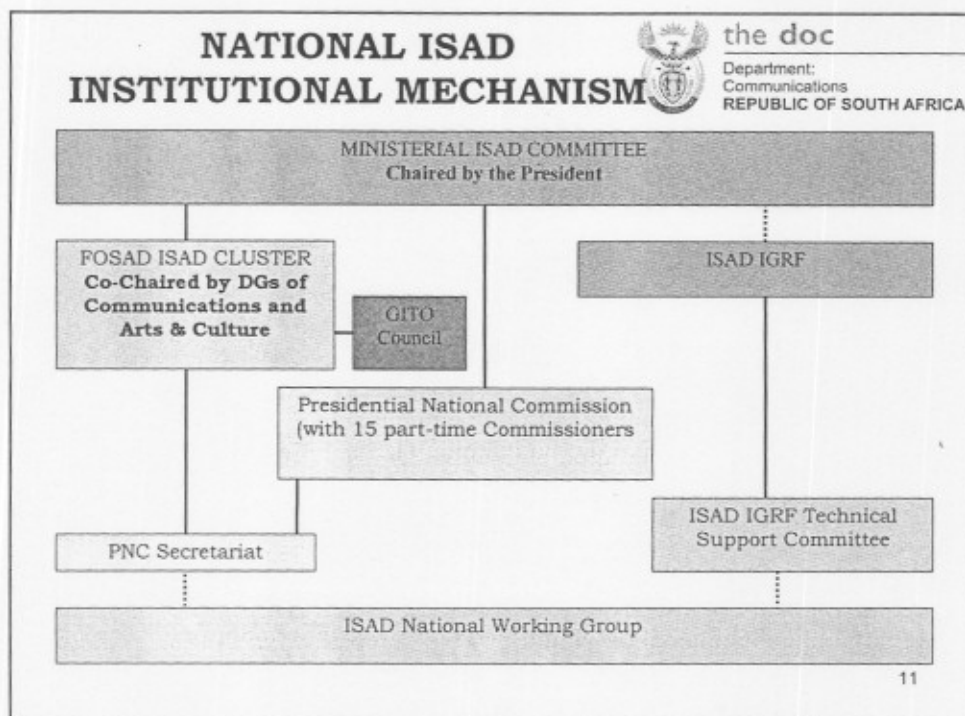 NATIONAL ISAD
INSTITUTIONAL MECHANISM
the doc
Department:
Communications
REPUBLIC OF SOUTH AFRICA
MINISTERIAL ISAD COMMITTEE
Chaired by the President
FOSAD ISAD CLUSTER
Co-Chaired by DGs of
Communications and
Arts & Culture
GITO
Council
ISAD IGRF
Presidential National Commission
(with 15 part-time Commissioners
PNC Secretariat
ISAD IGRF Technical
Support Committee
ISAD National Working Group
11